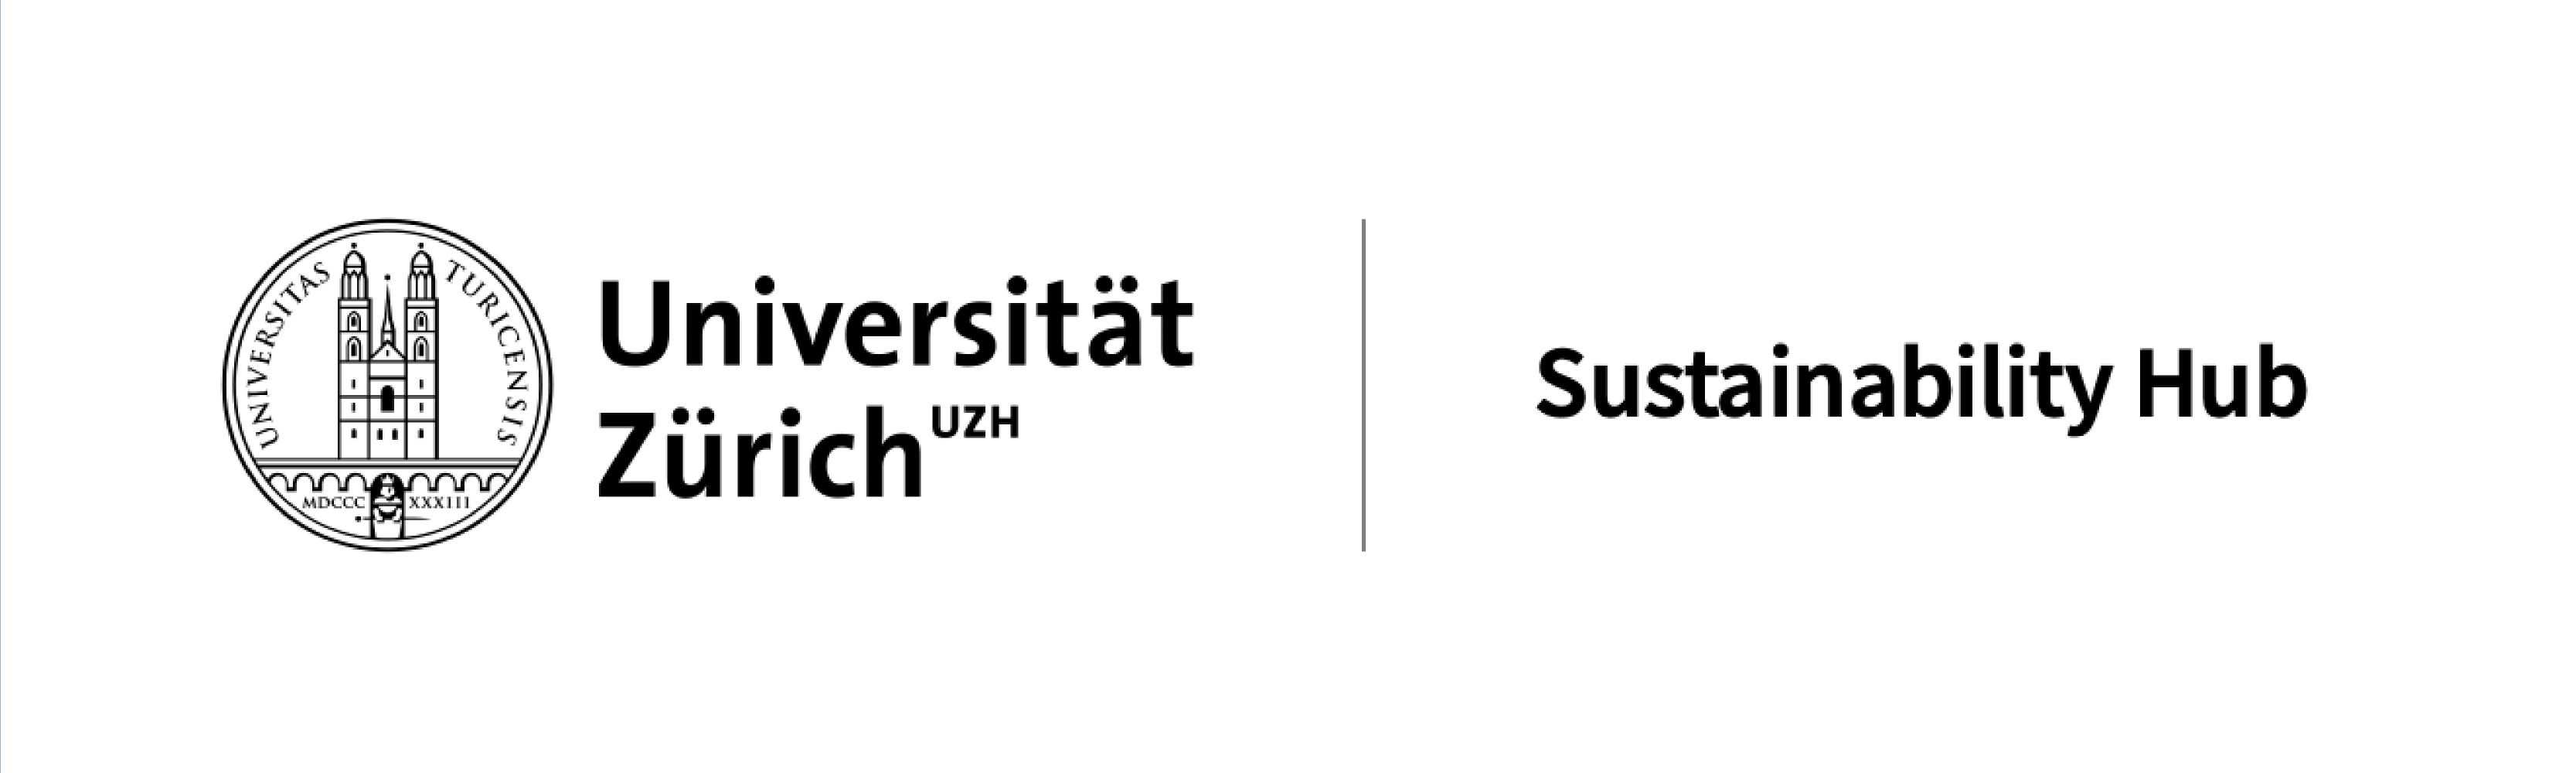 UNIVERSITAS TURICENSIS
MDCCC XXXIII
Universität
Zürich UZH
Sustainability Hub